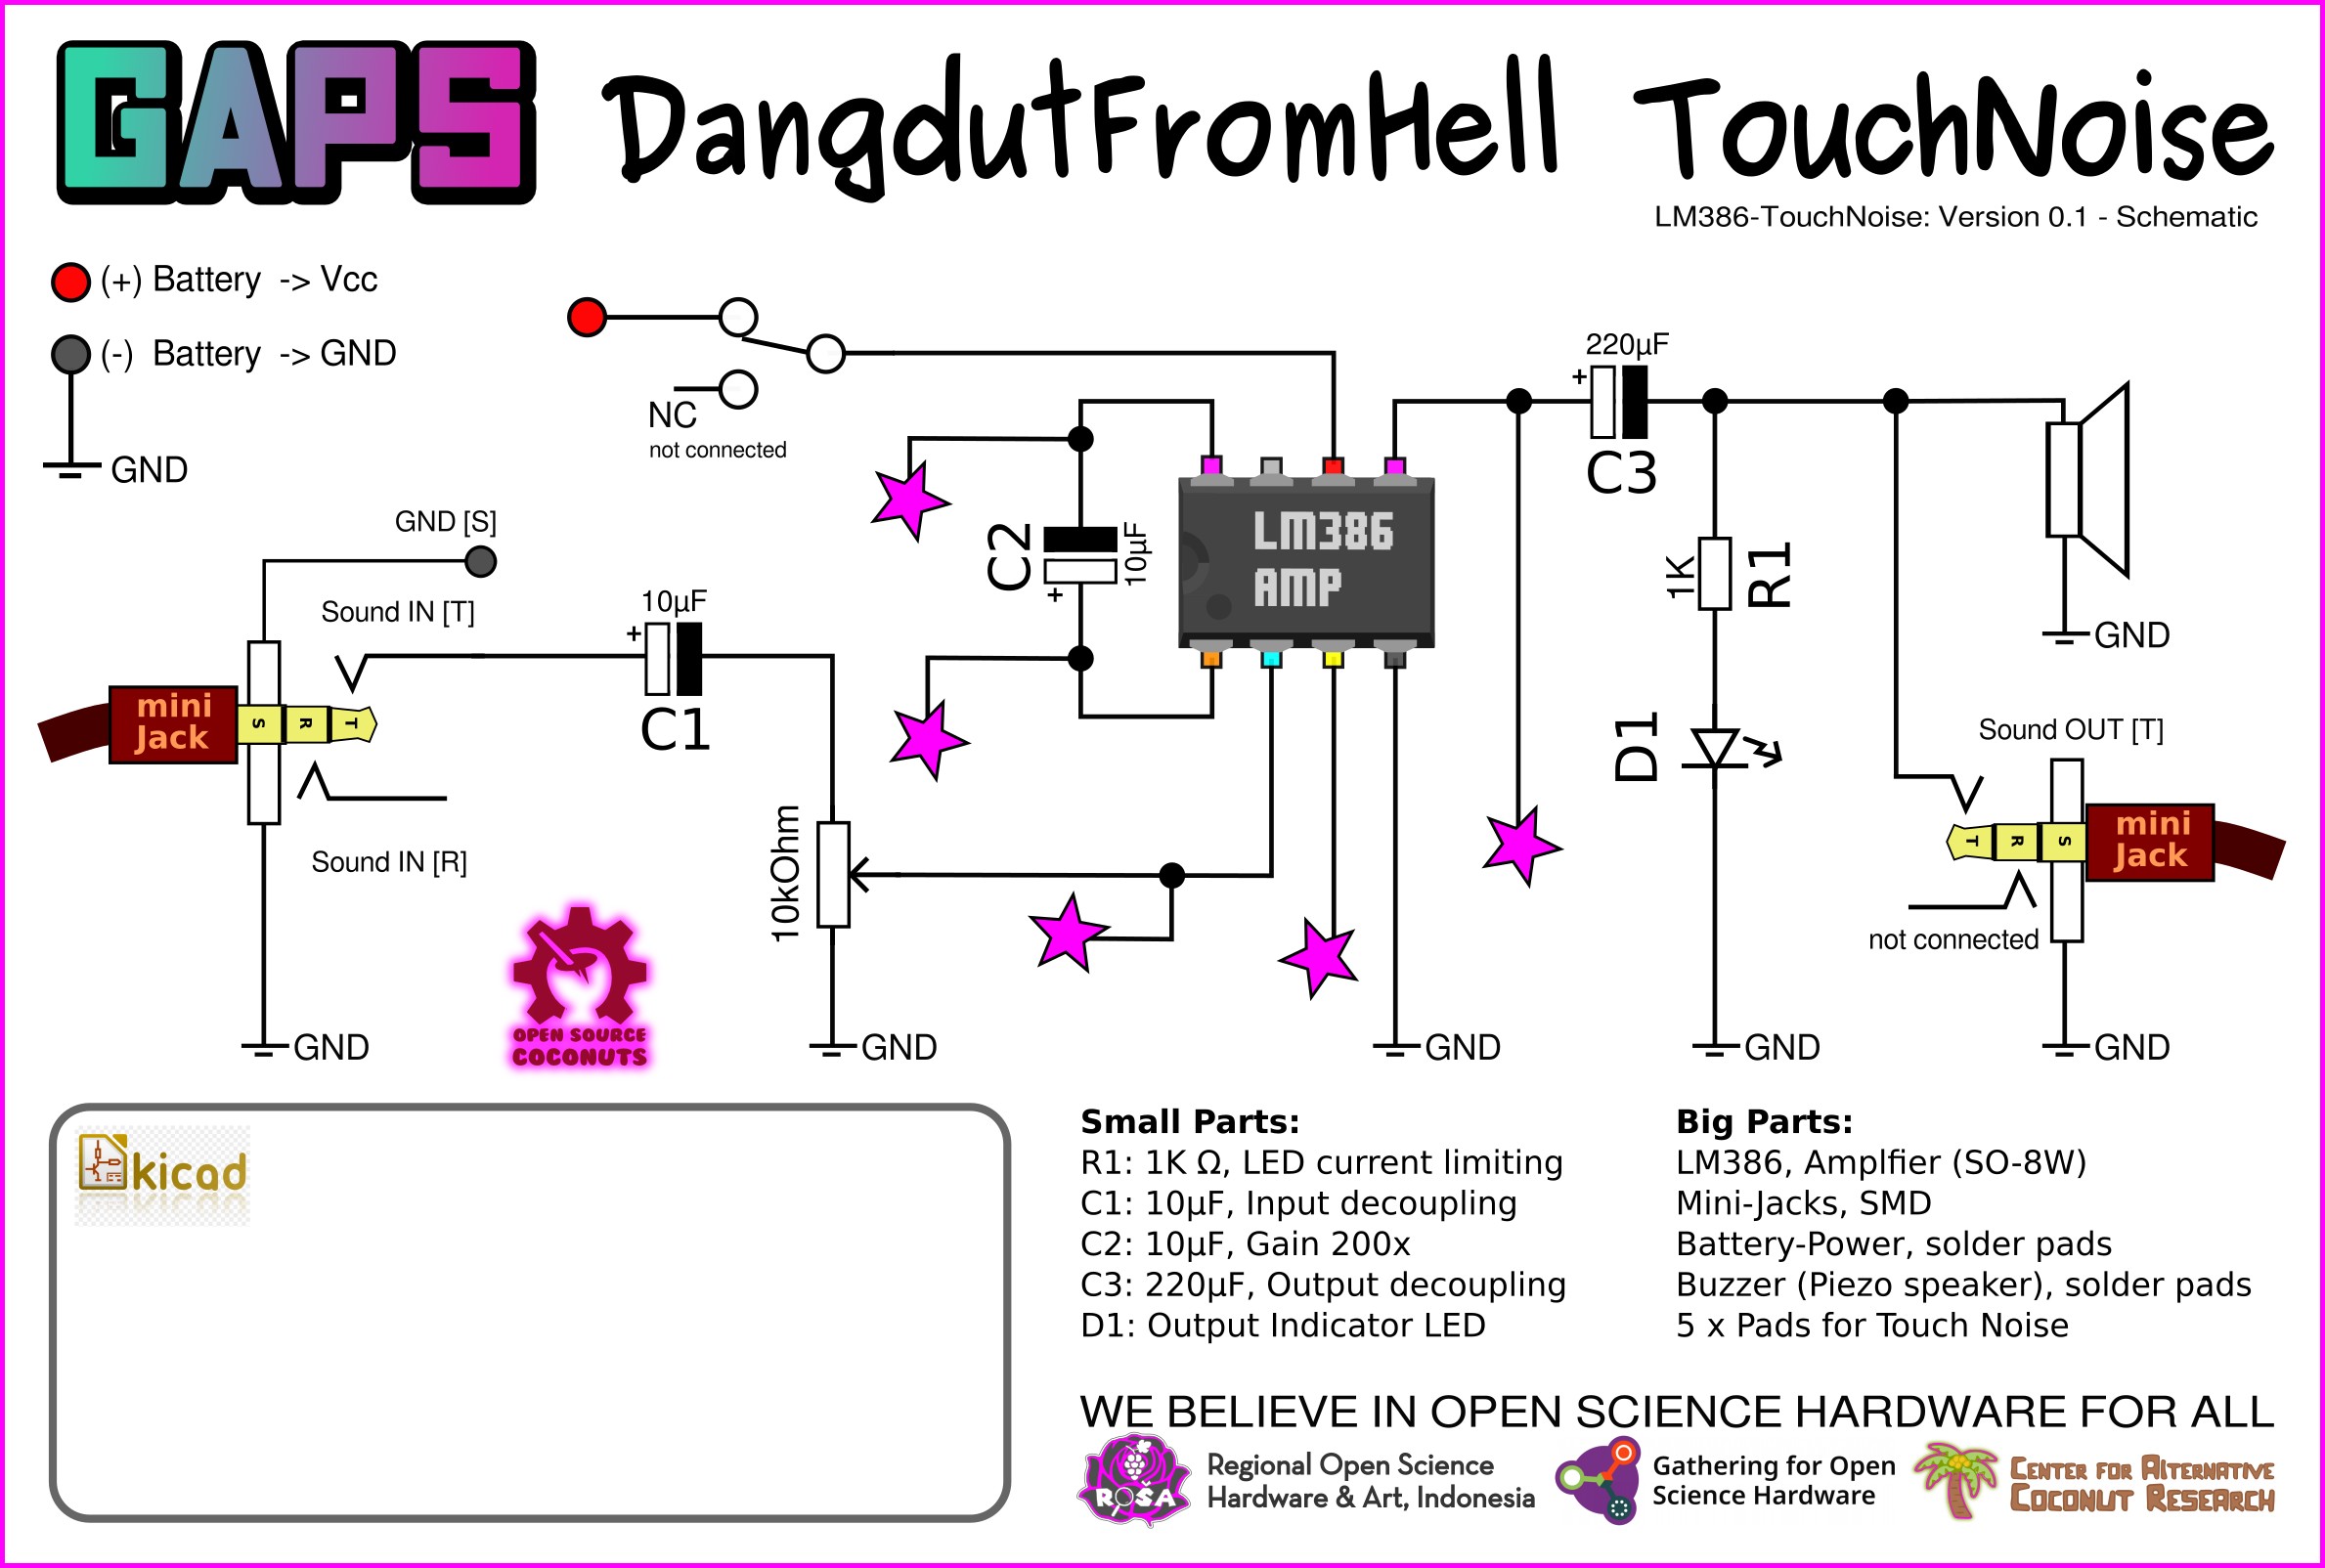 GAPS DangdutFromHell TouchNoise
LM386-TouchNoise: Version 0.1 - Schematic
(+) Battery -> Vcc
(-) Battery -> GND
GND
NC
not connected
220µF
+
C3
GND [S]
Sound IN [T]
10µF
+
C1
mini
Jack
S R T
Sound IN [R]
GND
C2
10µF
+
LM386
AMP
10kOhm
GND
GND
1K
R1
D1
GND
GND
Sound OUT [T]
T R S
mini
Jack
not connected
GND
OPEN SOURCE
COCONUTS
kicad
Small Parts:
R1: 1K Ω, LED current limiting
C1: 10µF, Input decoupling
C2: 10µF, Gain 200x
C3: 220µF, Output decoupling
D1: Output Indicator LED
Big Parts:
LM386, Amplfier (SO-8W)
Mini-Jacks, SMD
Battery-Power, solder pads
Buzzer (Piezo speaker), solder pads
5 x Pads for Touch Noise
WE BELIEVE IN OPEN SCIENCE HARDWARE FOR ALL
ROSA
Regional Open Science
Hardware & Art, Indonesia
Gathering for Open
Science Hardware
CENTER FOR ALTERNATIVE
COCONUT RESEARCH